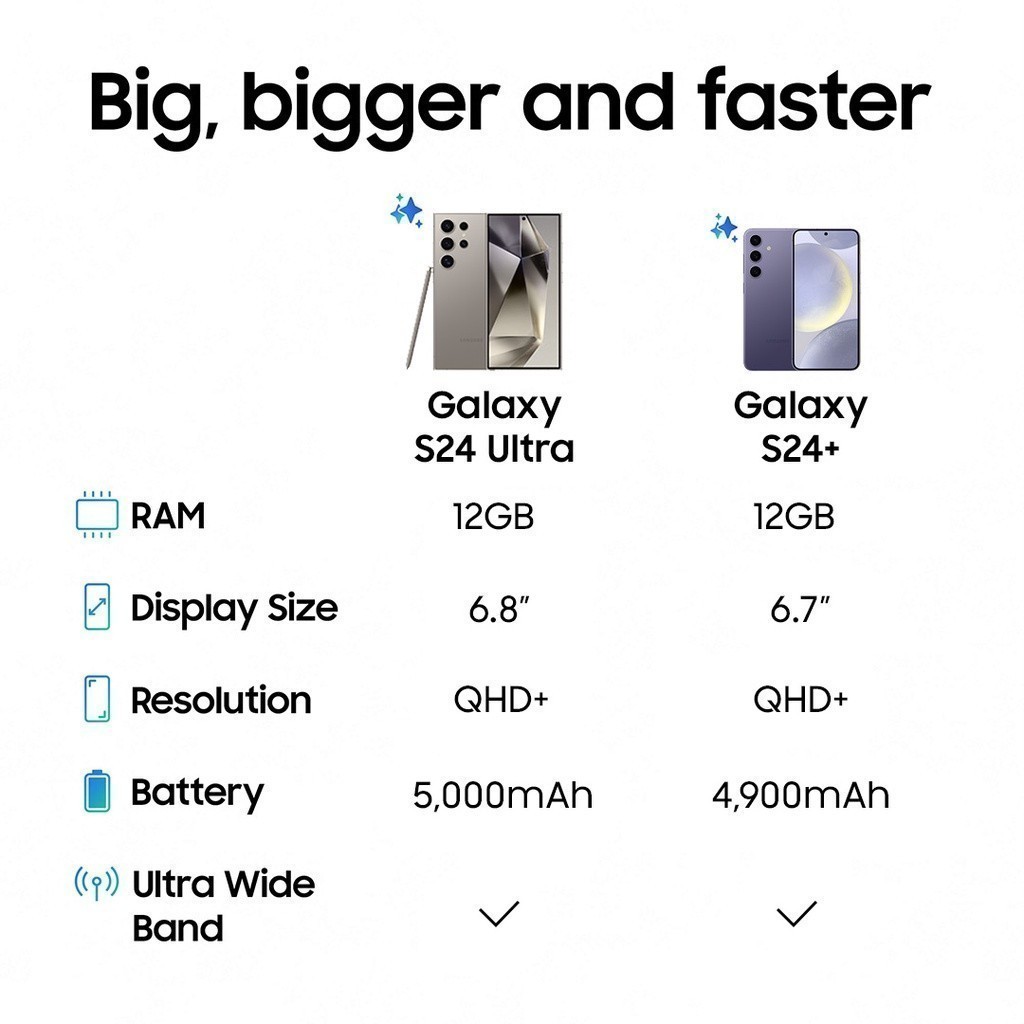 Big, bigger and faster
Galaxy
S24 Ultra
Galaxy
S24+
RAM 12GB 12GB
Display Size 6.8” 6.7”
Resolution QHD+ QHD+
Battery 5,000mAh 4,900mAh
Ultra Wide
Band